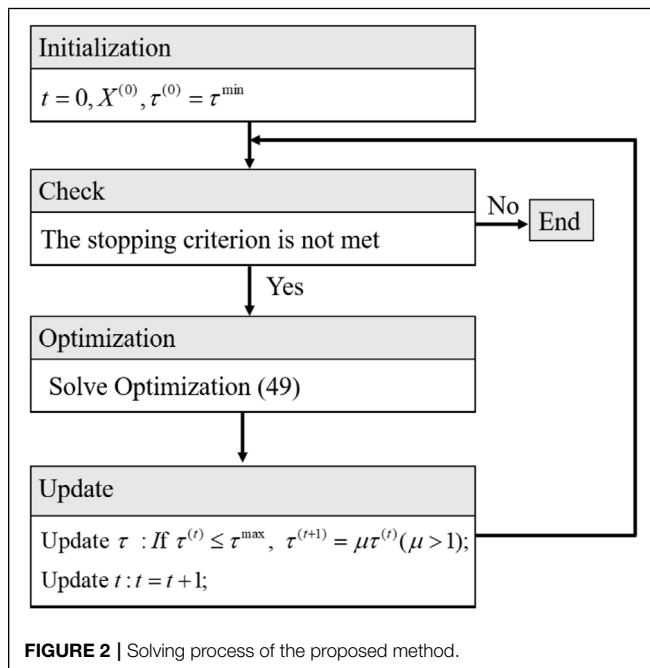 Initialization
t = 0, X^(0), τ^(0) = τ^min
Check
The stopping criterion is not met
No
End
Yes
Optimization
Solve Optimization (49)
Update
Update τ : If τ^(t) ≤ τ^max, τ^(t+1) = μτ^(t)(μ > 1);
Update t : t = t + 1;
FIGURE 2 | Solving process of the proposed method.